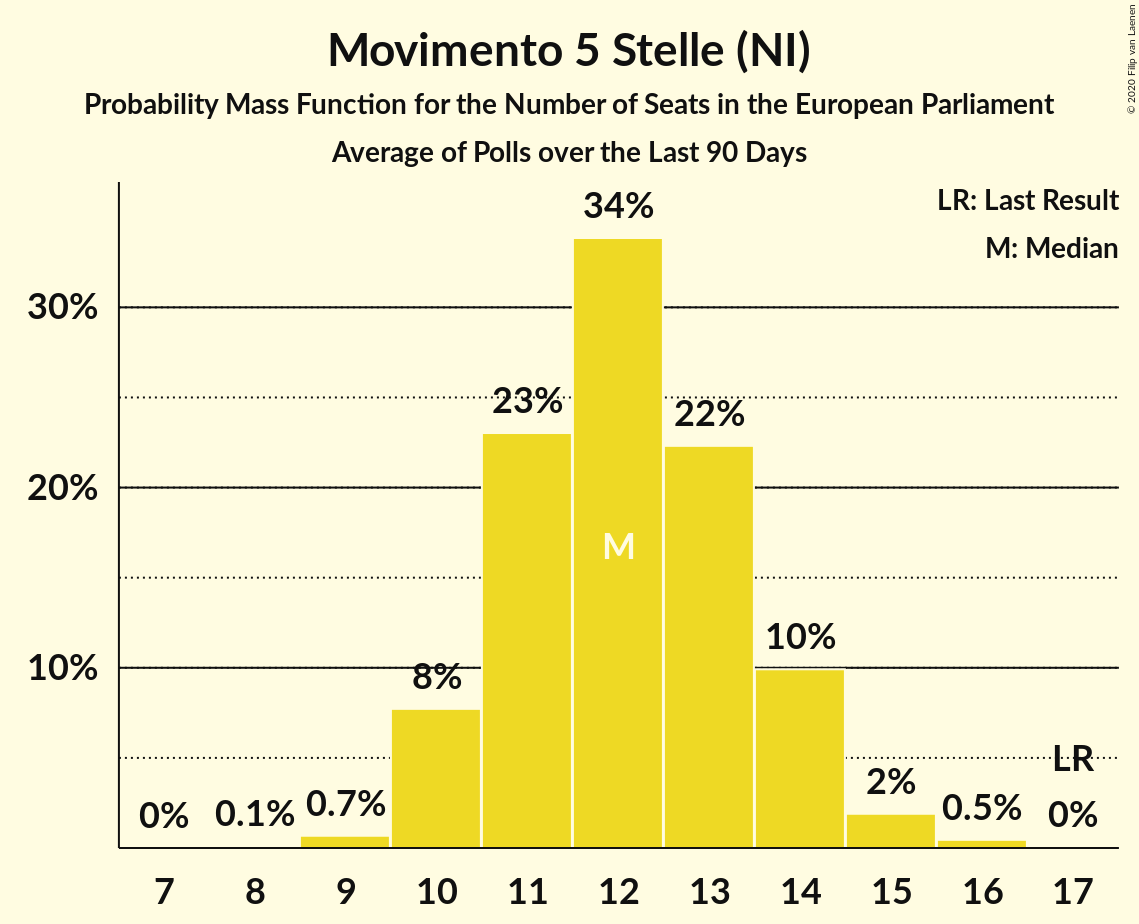 Movimento 5 Stelle (NI)
Probability Mass Function for the Number of Seats in the European Parliament
Average of Polls over the Last 90 Days
© 2020 Filip van Laenen
LR: Last Result
M: Median
34%
30%
23%
22%
20%
M
10%
10%
8%
LR
2%
0.7%
0.5%
0%
0.1%
0%
7 8 9 10 11 12 13 14 15 16 17